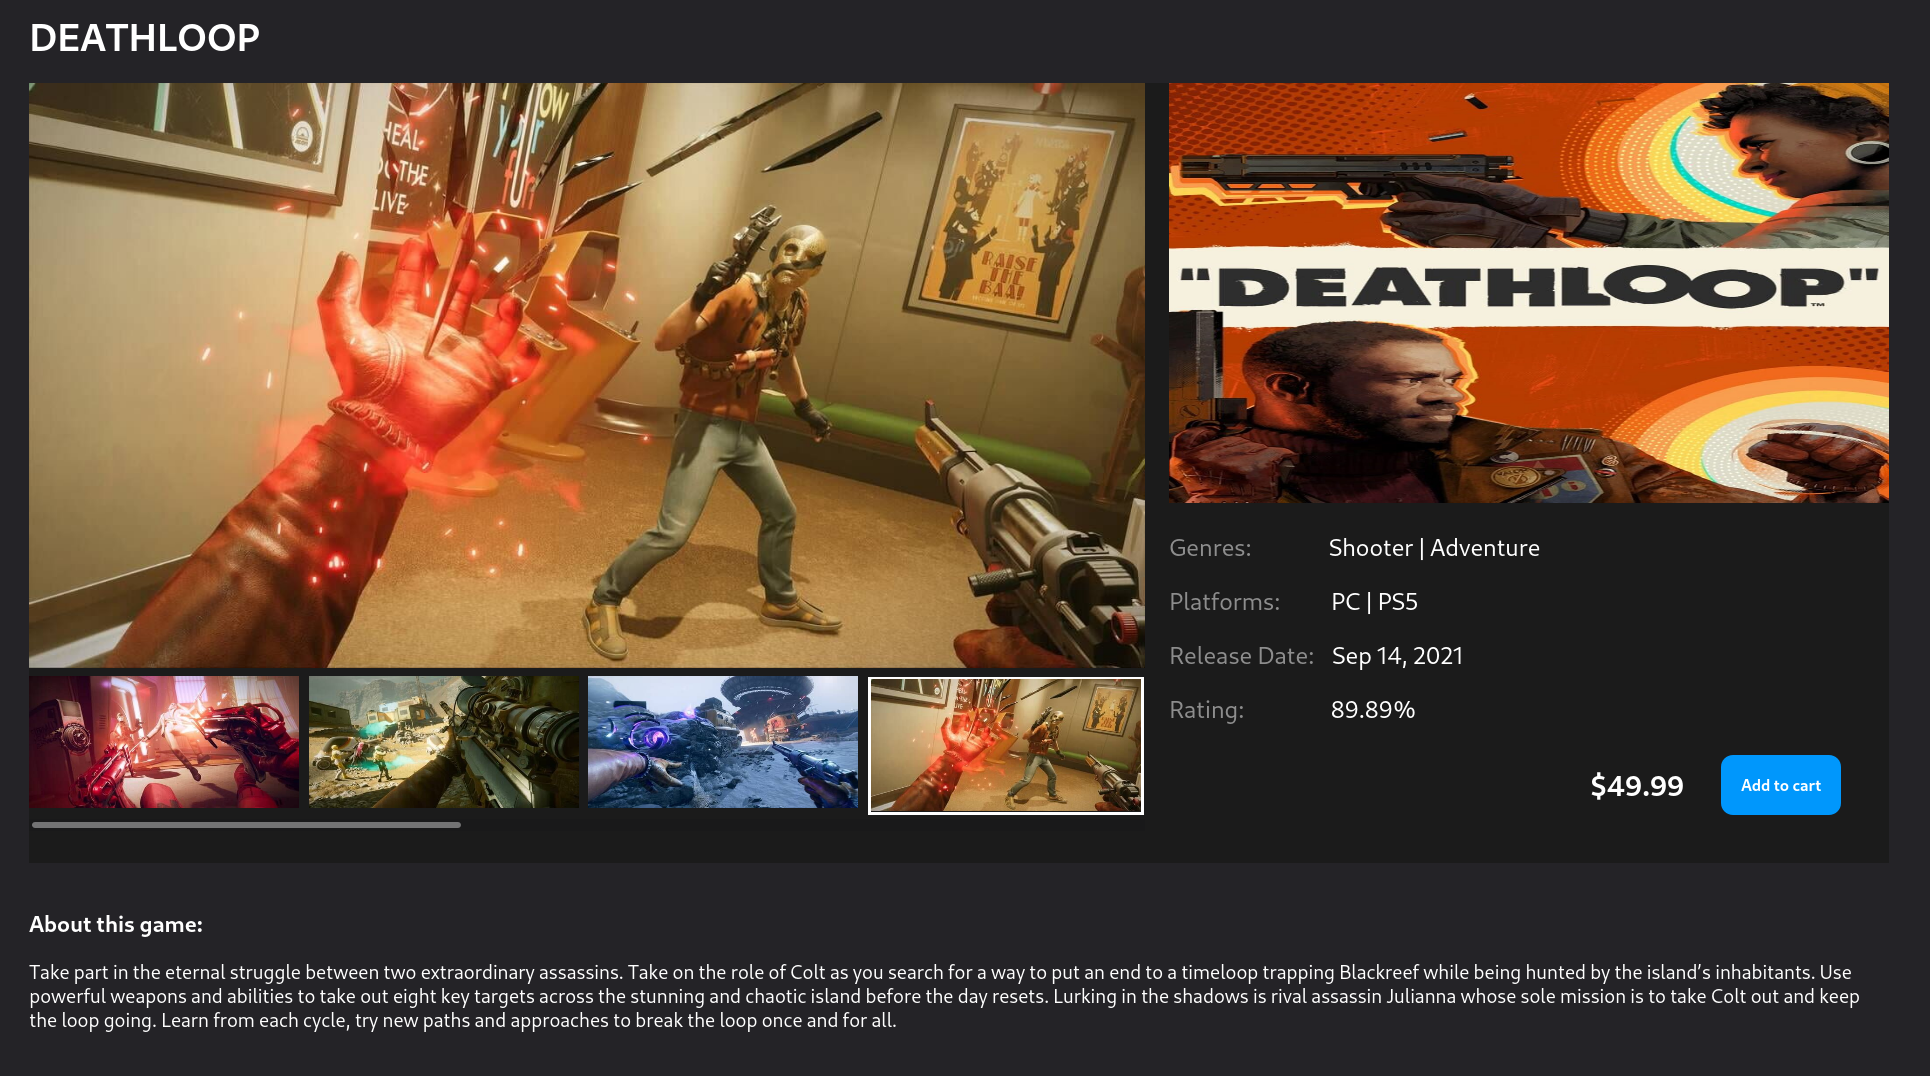 DEATHLOOP
HEAL
THE
LIVE
RAISE
THE
BAA!
"DEATHLOOP"
TM
Genres: Shooter | Adventure
Platforms: PC | PS5
Release Date: Sep 14, 2021
Rating: 89.89%
$49.99 Add to cart
About this game:
Take part in the eternal struggle between two extraordinary assassins. Take on the role of Colt as you search for a way to put an end to a timeloop trapping Blackreef while being hunted by the island’s inhabitants. Use
powerful weapons and abilities to take out eight key targets across the stunning and chaotic island before the day resets. Lurking in the shadows is rival assassin Julianna whose sole mission is to take Colt out and keep
the loop going. Learn from each cycle, try new paths and approaches to break the loop once and for all.